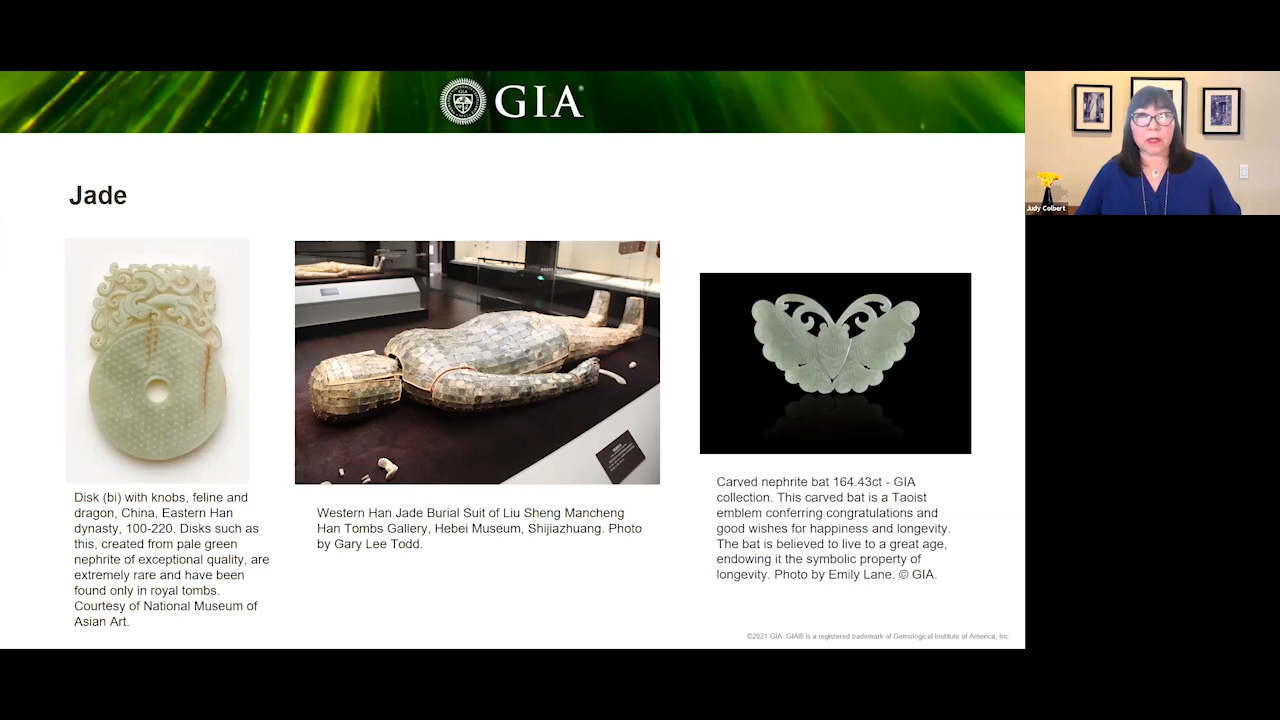 GIA
Jade
Disk (bi) with knobs, feline and
dragon, China, Eastern Han
dynasty, 100-220. Disks such as
this, created from pale green
nephrite of exceptional quality, are
extremely rare and have been
found only in royal tombs.
Courtesy of National Museum of
Asian Art.
Western Han Jade Burial Suit of Liu Sheng Mancheng
Han Tombs Gallery, Hebei Museum, Shijiazhuang. Photo
by Gary Lee Todd.
Carved nephrite bat 164.43ct - GIA
collection. This carved bat is a Taoist
emblem conferring congratulations and
good wishes for happiness and longevity.
The bat is believed to live to a great age,
endowing it the symbolic property of
longevity. Photo by Emily Lane. © GIA.
©2021 GIA. GIA® is a registered trademark of Gemological Institute of America, Inc.
Judy Colbert